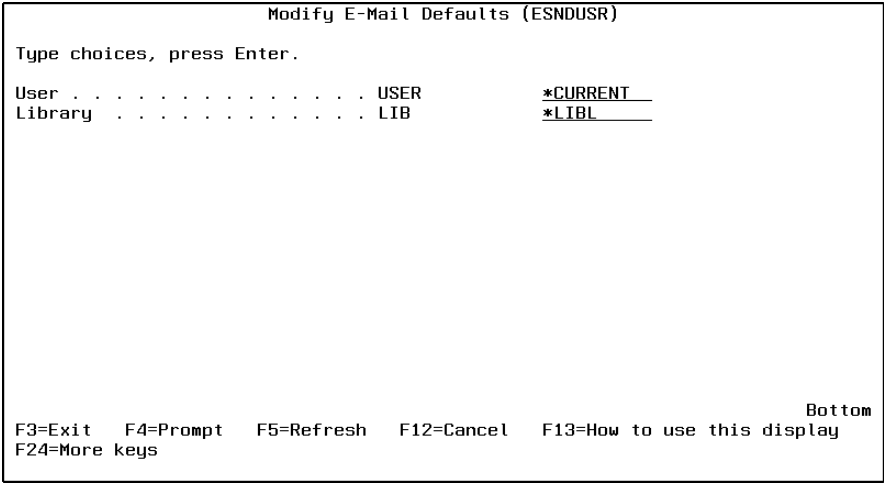 Modify E-Mail Defaults (ESNDUSR)
Type choices, press Enter.
User . . . . . . . . . . . . . . USER *CURRENT
Library . . . . . . . . . . . . LIB *LIBL
Bottom
F3=Exit F4=Prompt F5=Refresh F12=Cancel F13=How to use this display
F24=More keys